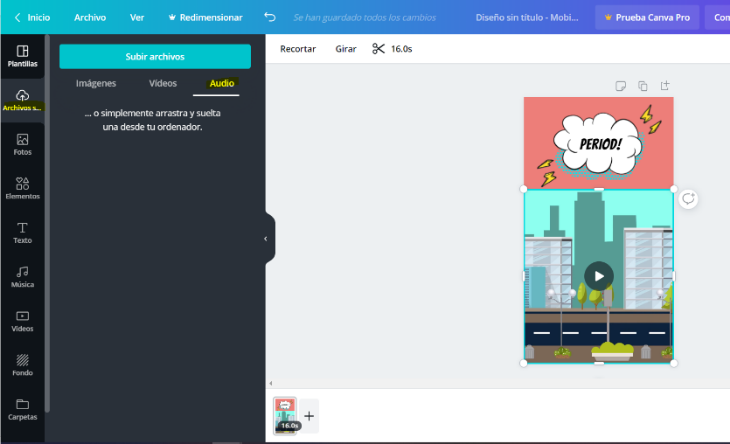 Inicio
Archivo
Ver
Redimensionar
Se han guardado todos los cambios
Diseño sin título - Mobi...
Prueba Canva Pro
Com
Plantillas
Archivos s...
Fotos
Elementos
Texto
Música
Videos
Fondo
Carpetas
Subir archivos
Imágenes
Videos
Audio
... o simplemente arrastra y suelta
una desde tu ordenador.
Recortar
Girar
16.0s
PERIOD!
16.0s